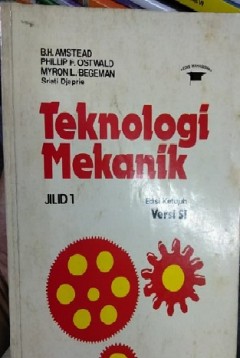 B.H. AMSTEAD
PHILLIP F. OSTWALD
MYRON L. BEGEMAN
Sriati Djaprie
Teknologi
Mekanik
JILID 1
Edisi Ketujuh
Versi SI